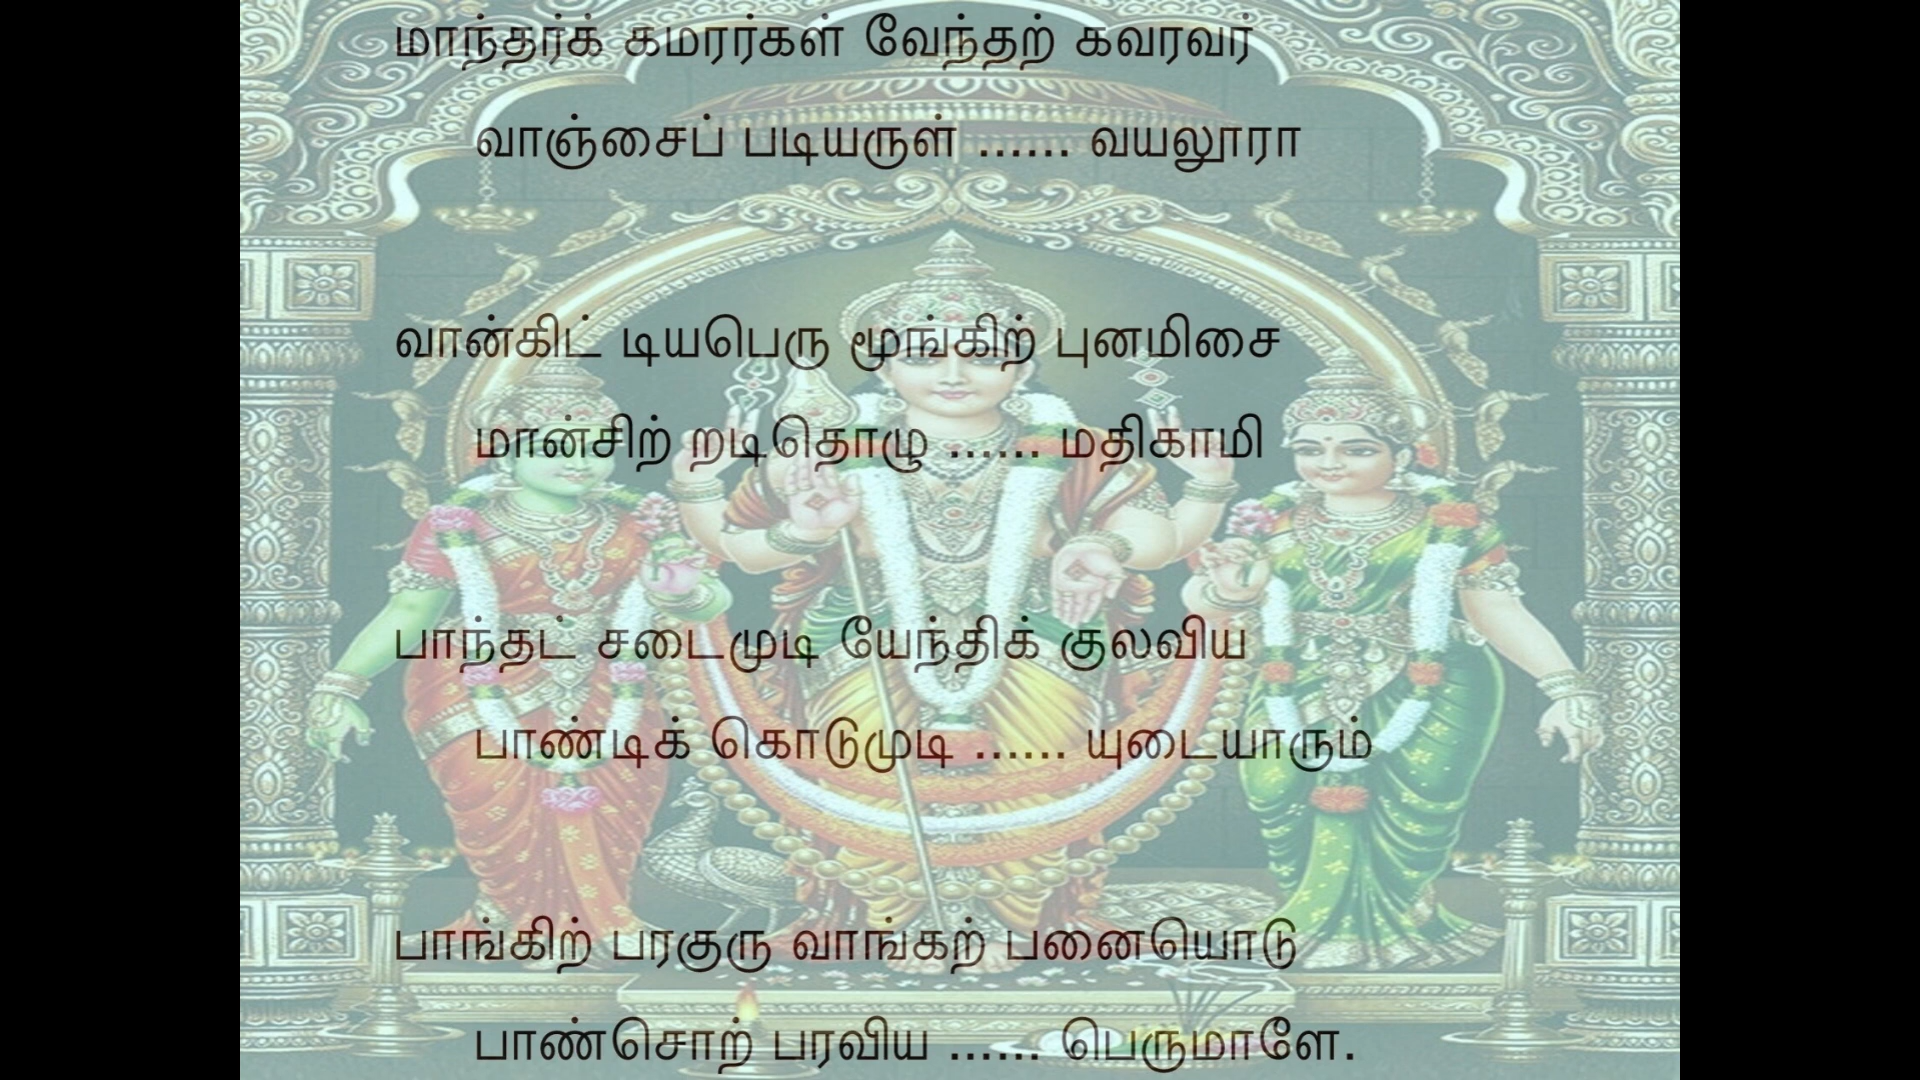 மாந்தர்க் கமரர்கள் வேந்தற் கவரவர்
வாஞ்சைப் படியருள் ...... வயலூரா
வான்கிட் டியபெரு மூங்கிற் புனமிசை
மான்சிற் றடிதொழு ...... மதிகாமி
பாந்தட் சடைமுடி யேந்திக் குலவிய
பாண்டிக் கொடுமுடி ...... யுடையாரும்
பாங்கிற் பரகுரு வாங்கற் பனையொடு
பாண்சொற் பரவிய ...... பெருமாளே.